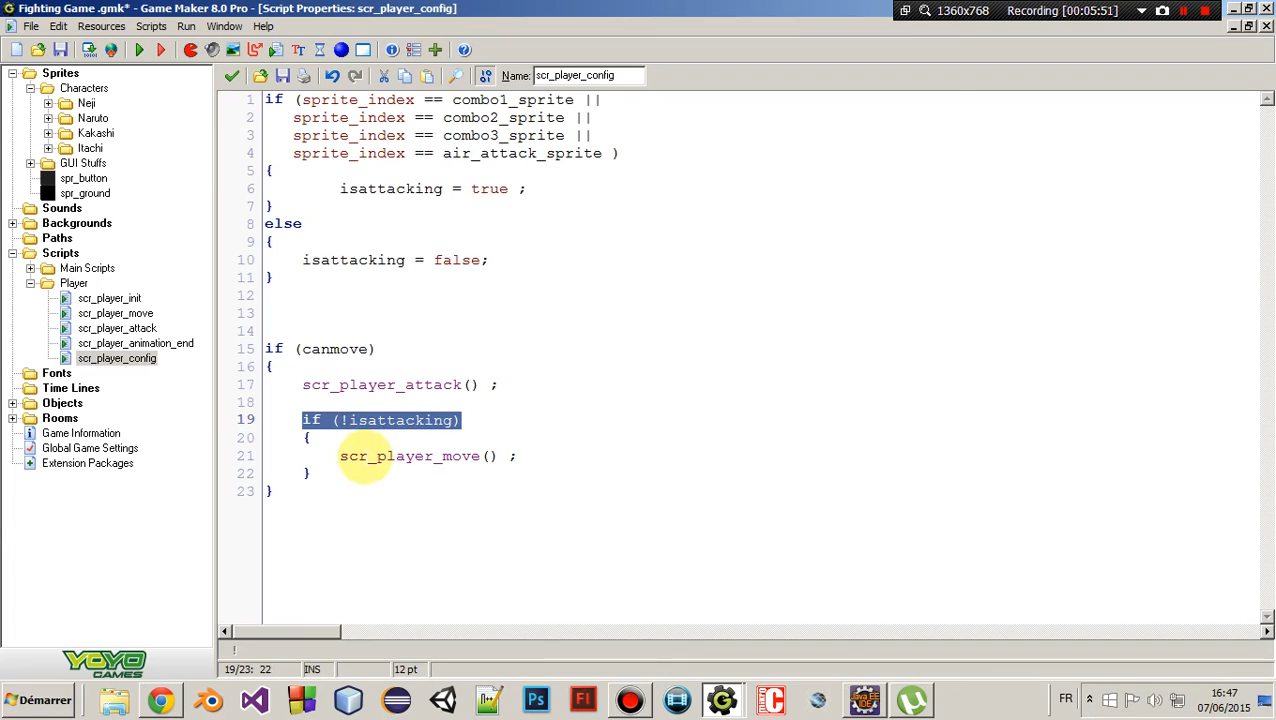 Fighting Game.gmk* - Game Maker 8.0 Pro - [Script Properties: scr_player_config]
1360x768 Recording [00:05:51]
File Edit Resources Scripts Run Window Help
Name: scr_player_config
Sprites
Characters
Neji
Naruto
Kakashi
Itachi
GUI Stuffs
spr_button
spr_ground
Sounds
Backgrounds
Paths
Scripts
Main Scripts
Player
scr_player_init
scr_player_move
scr_player_attack
scr_player_animation_end
scr_player_config
Fonts
Time Lines
Objects
Rooms
Game Information
Global Game Settings
Extension Packages
YOYO GAMES
1 if (sprite_index == combo1_sprite ||
2 sprite_index == combo2_sprite ||
3 sprite_index == combo3_sprite ||
4 sprite_index == air_attack_sprite )
5 {
6 isattacking = true ;
7 }
8 else
9 {
10 isattacking = false;
11 }
12
13
14
15 if (canmove)
16 {
17 scr_player_attack() ;
18
19 if (!isattacking)
20 {
21 scr_player_move() ;
22 }
23 }
!
19/23: 22 INS 12 pt
Démarrer
FR
16:47
07/06/2015